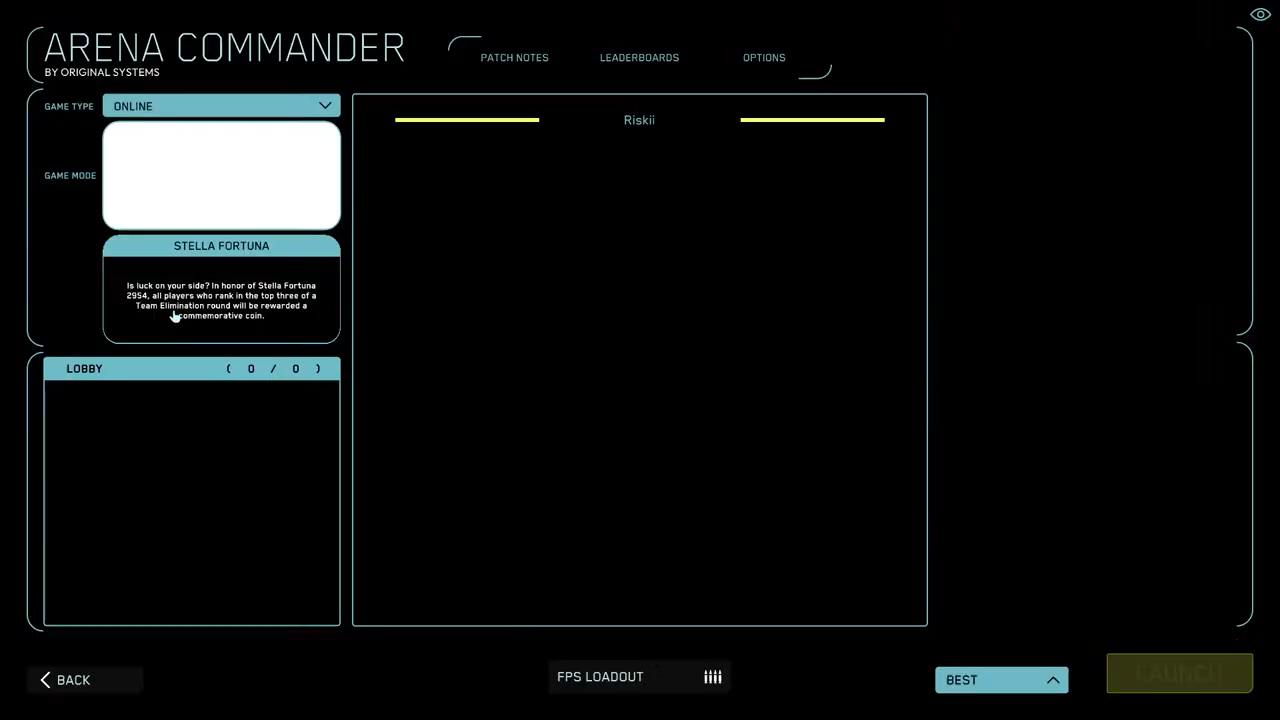 ARENA COMMANDER
BY ORIGINAL SYSTEMS
PATCH NOTES
LEADERBOARDS
OPTIONS
GAME TYPE
ONLINE
Riskii
GAME MODE
STELLA FORTUNA
Is luck on your side? In honor of Stella Fortuna
2954, all players who rank in the top three of a
Team Elimination round will be rewarded a
commemorative coin.
LOBBY ( 0 / 0 )
BACK
FPS LOADOUT
BEST
LAUNCH